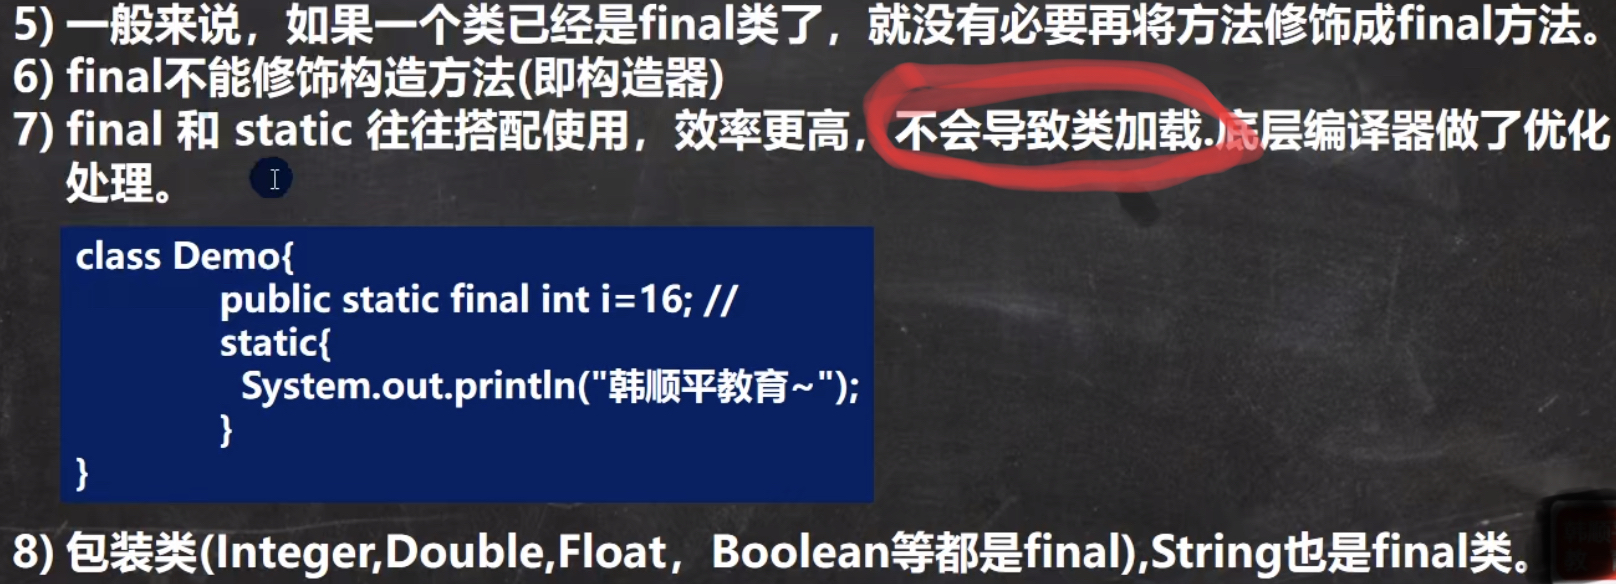 5) 一般来说，如果一个类已经是final类了，就没有必要再将方法修饰成final方法。
6) final不能修饰构造方法(即构造器)
7) final 和 static 往往搭配使用，效率更高，不会导致类加载.底层编译器做了优化
处理。
class Demo{
public static final int i=16; //
static{
System.out.println("韩顺平教育~");
}
}
8) 包装类(Integer,Double,Float，Boolean等都是final),String也是final类。